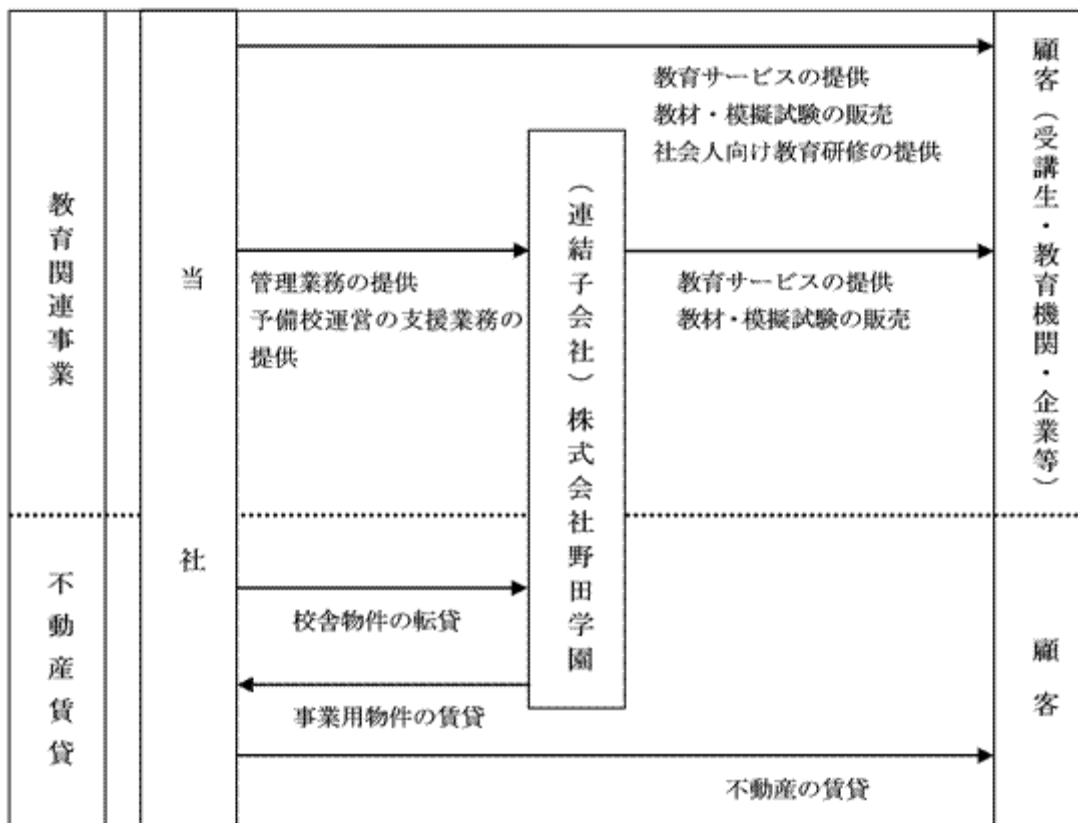 教育関連事業
不動産賃貸
当社
教育サービスの提供
教材・模擬試験の販売
社会人向け教育研修の提供
管理業務の提供
予備校運営の支援業務の
提供
(連結子会社)株式会社野田学園
教育サービスの提供
教材・模擬試験の販売
校舎物件の転貸
事業用物件の賃貸
不動産の賃貸
顧客(受講生・教育機関・企業等)
顧客